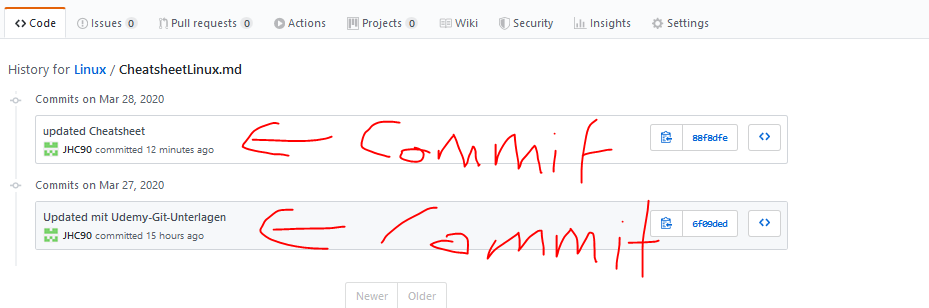 Code Issues 0 Pull requests 0 Actions Projects 0 Wiki Security Insights Settings
History for Linux / CheatsheetLinux.md
Commits on Mar 28, 2020
updated Cheatsheet
JHC90 committed 12 minutes ago
88f8dfe
Commit
Commits on Mar 27, 2020
Updated mit Udemy-Git-Unterlagen
JHC90 committed 15 hours ago
6f09ded
Commit
Newer Older